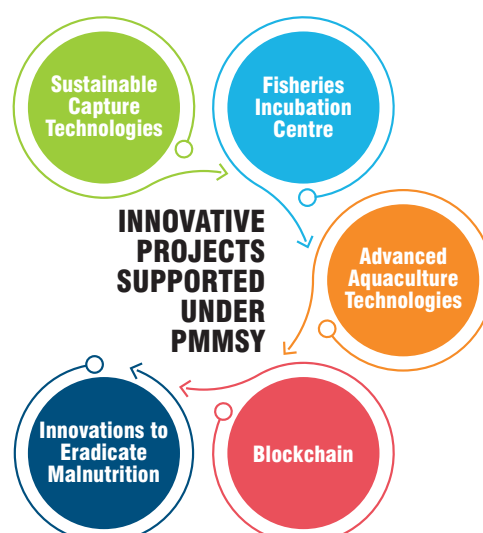 Sustainable
Capture
Technologies
Fisheries
Incubation
Centre
INNOVATIVE
PROJECTS
SUPPORTED
UNDER
PMMSY
Advanced
Aquaculture
Technologies
Innovations to
Eradicate
Malnutrition
Blockchain